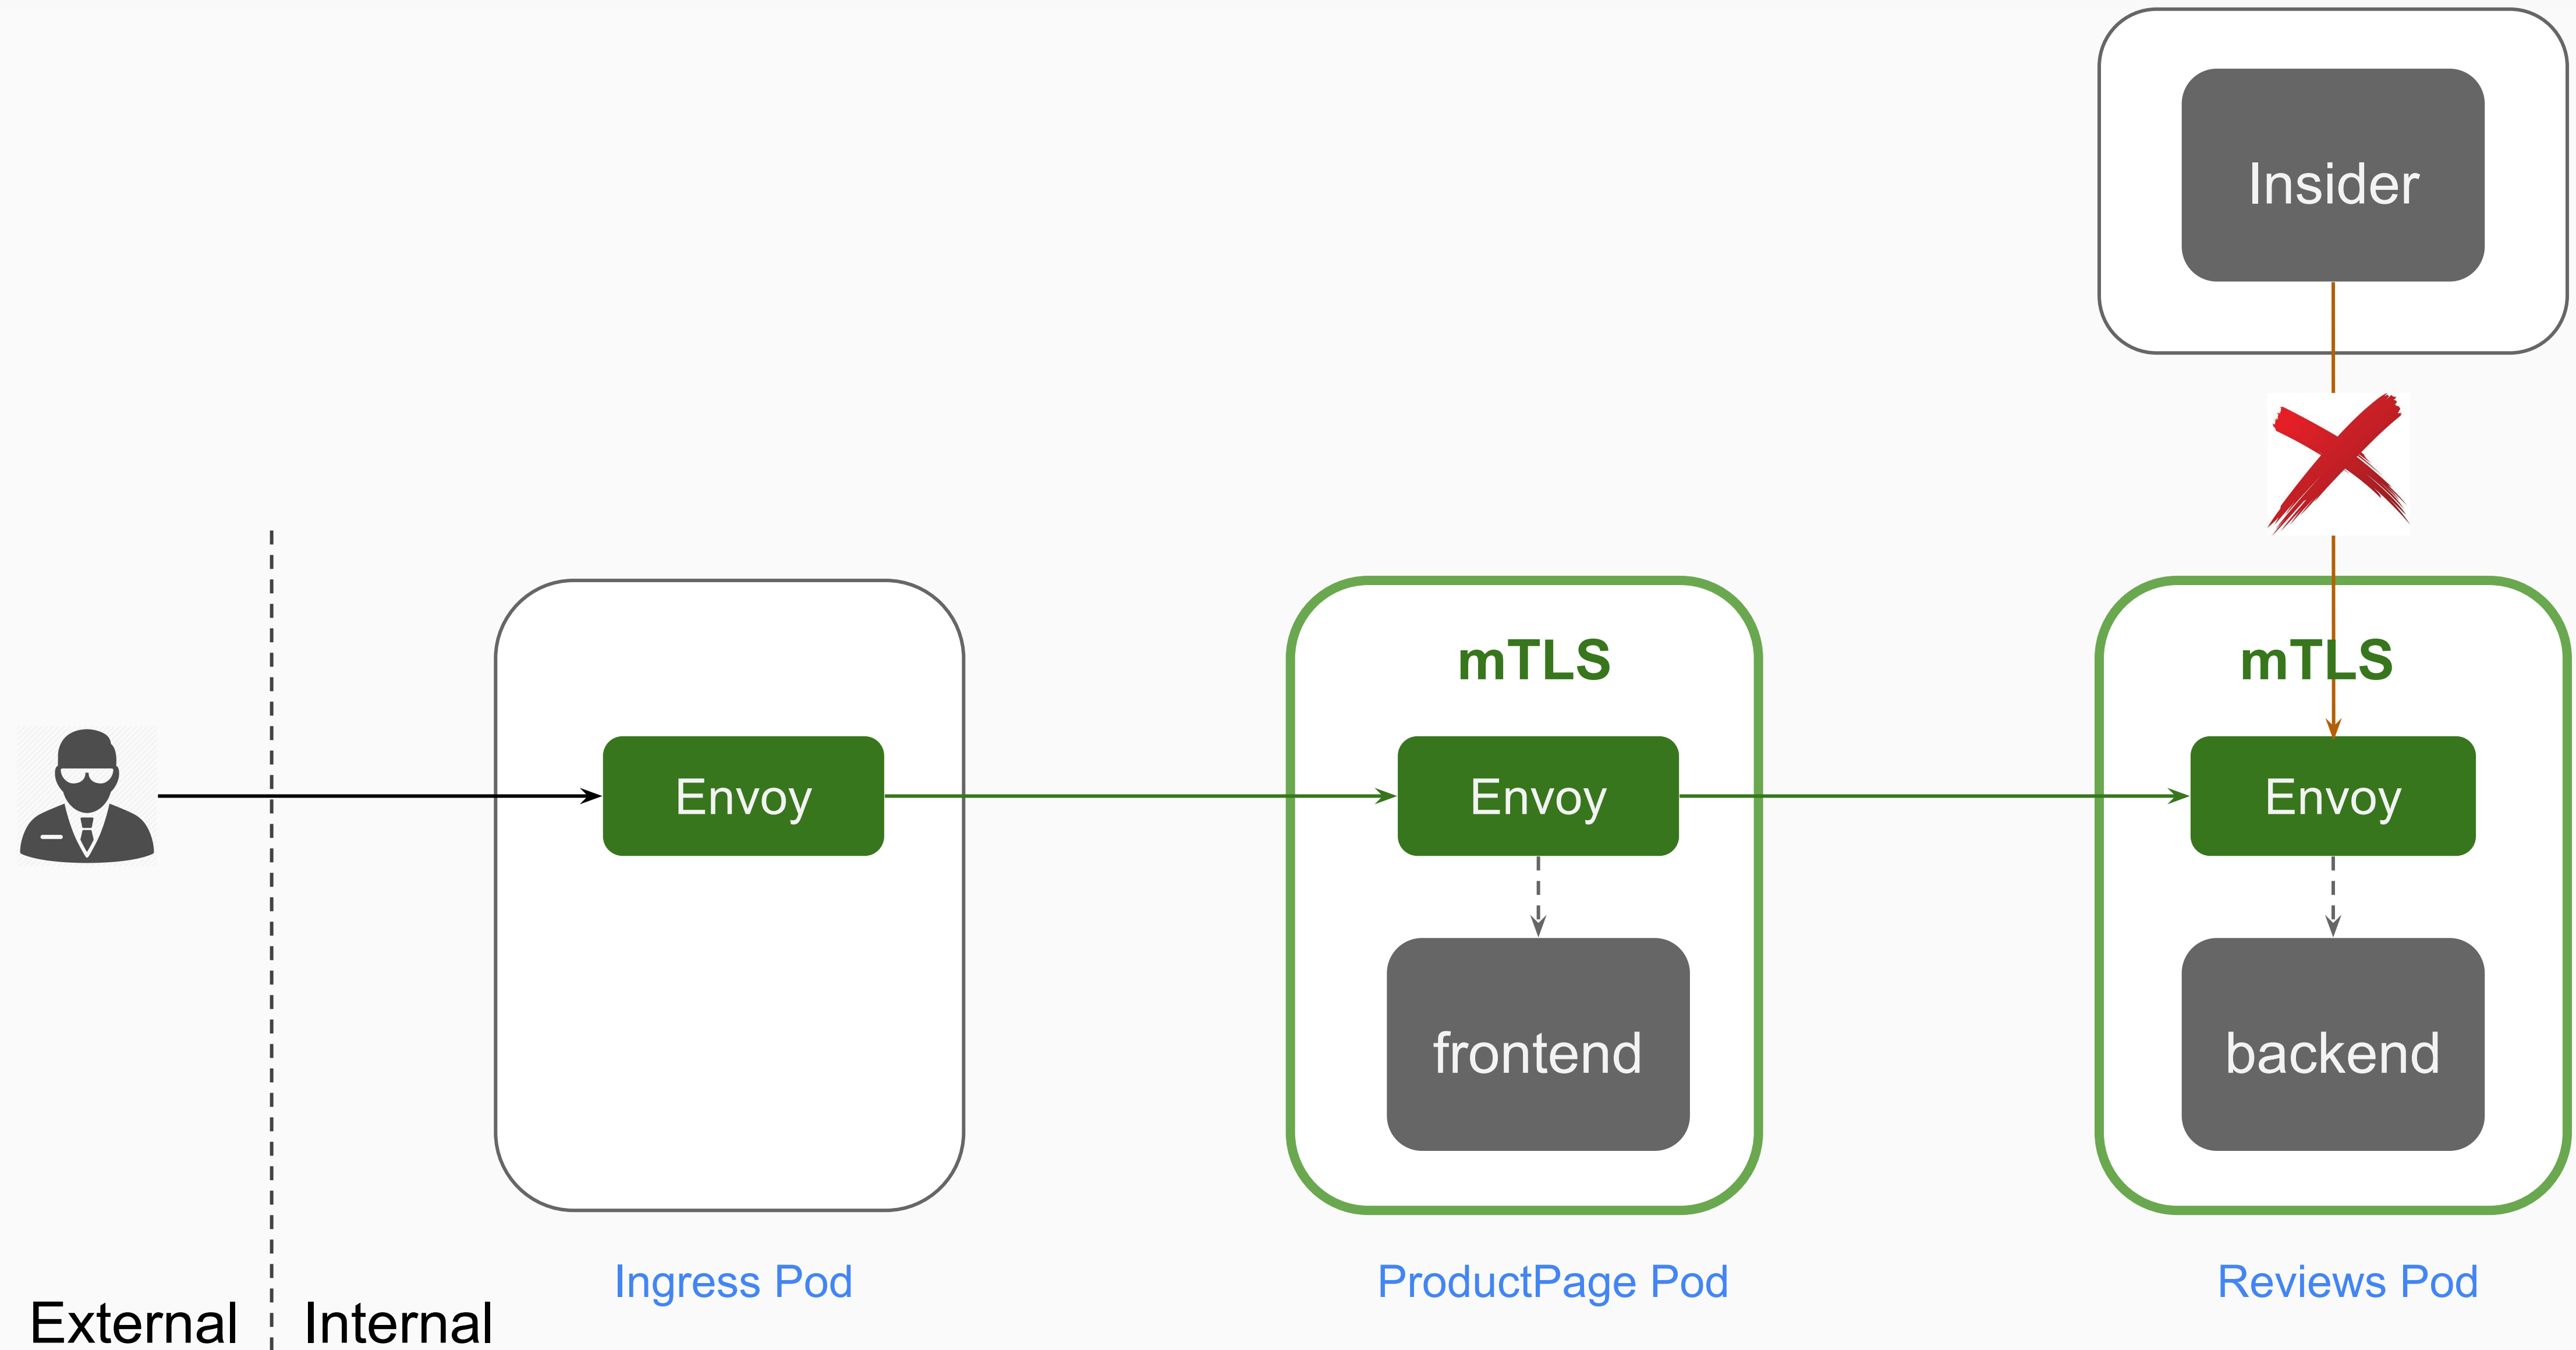 Insider
mTLS
mTLS
Envoy
Envoy
Envoy
frontend
backend
Ingress Pod
ProductPage Pod
Reviews Pod
External
Internal